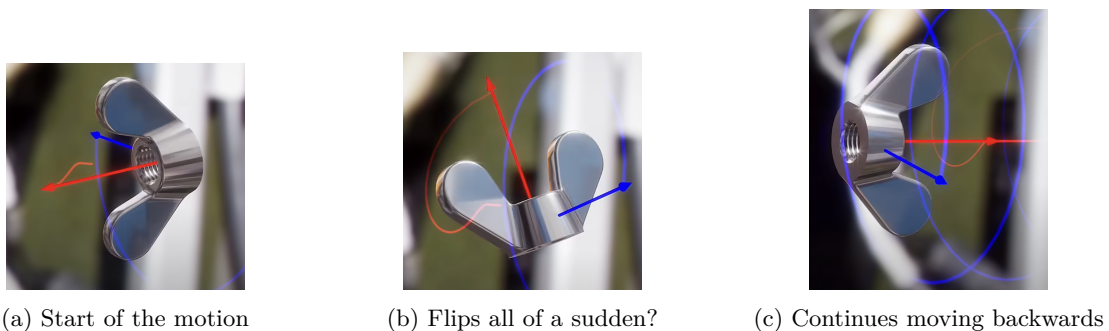 (a) Start of the motion
(b) Flips all of a sudden?
(c) Continues moving backwards